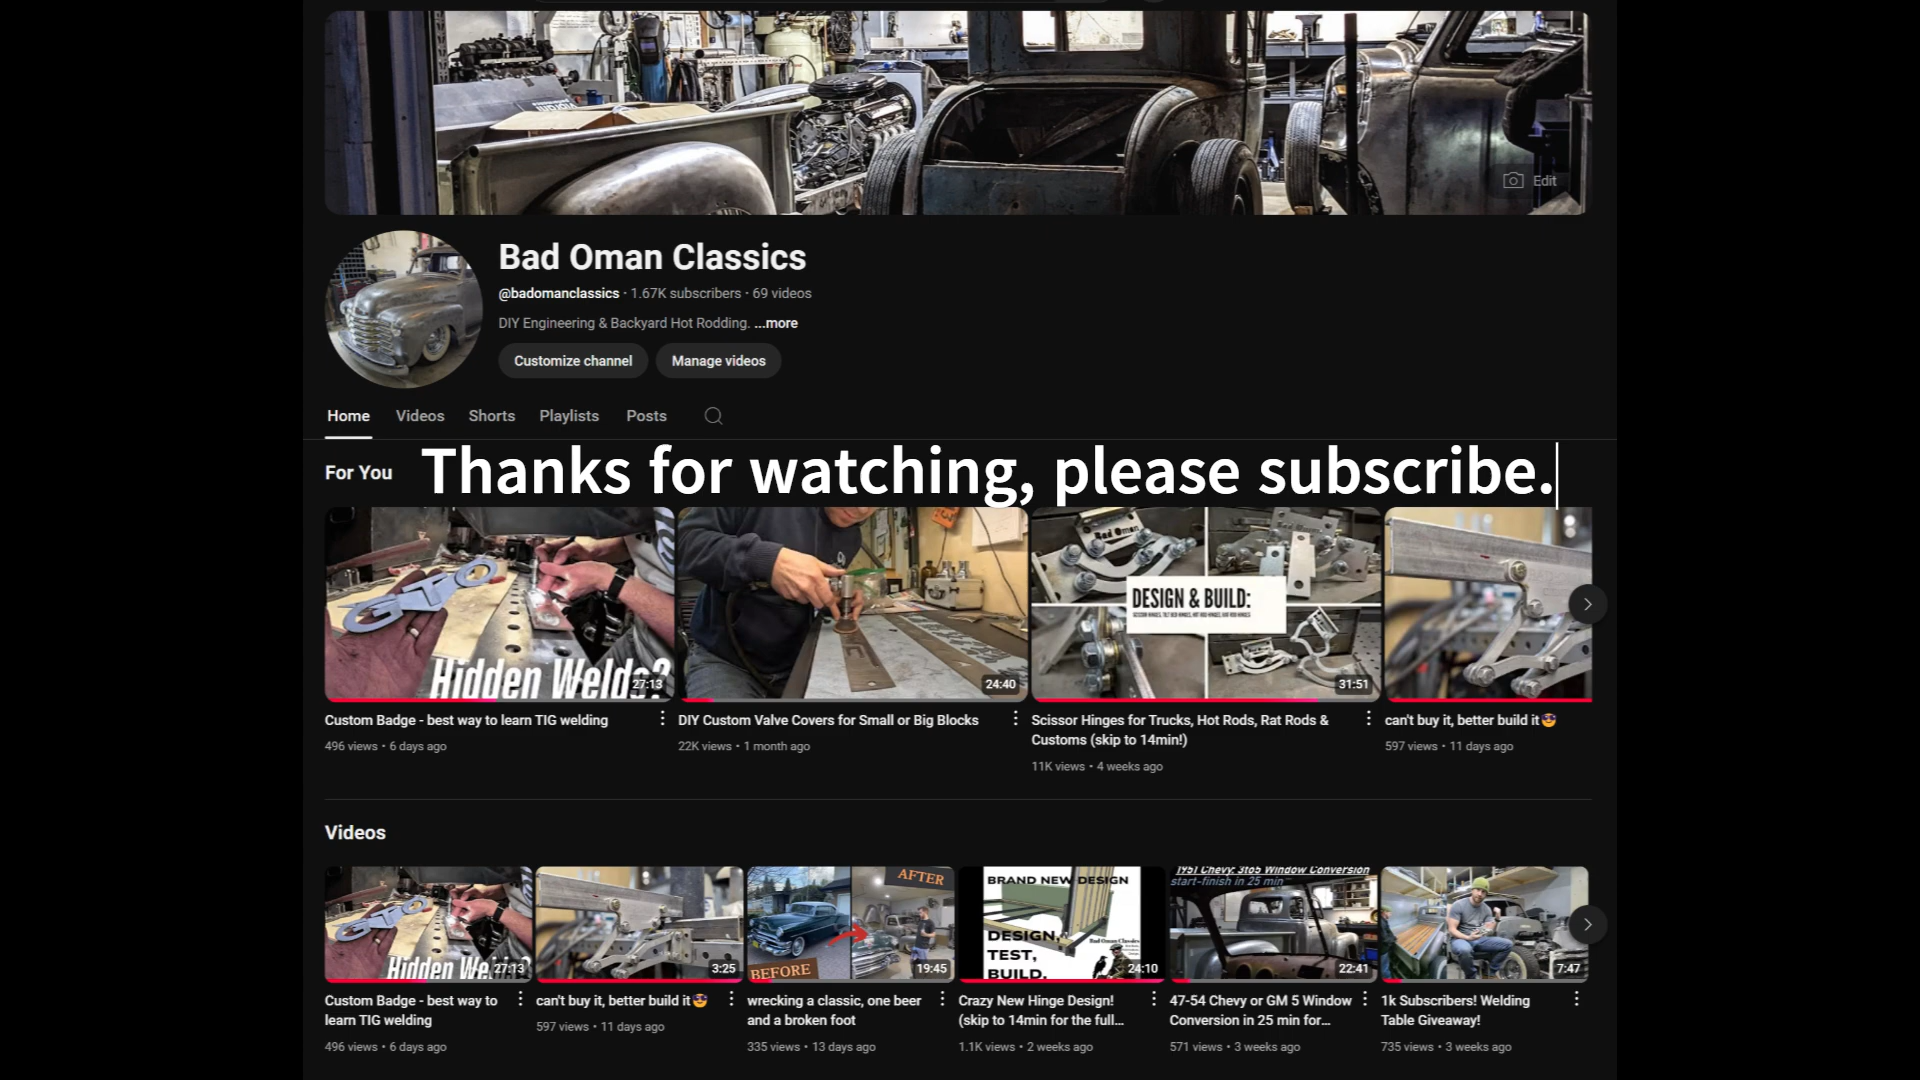 Edit
Bad Oman Classics
@badomanclassics · 1.67K subscribers · 69 videos
DIY Engineering & Backyard Hot Rodding. ...more
Customize channel
Manage videos
Home
Videos
Shorts
Playlists
Posts
For You
Thanks for watching, please subscribe.
Hidden Welds?
27:13
24:40
Bad Oman
DESIGN & BUILD:
31:51
Custom Badge - best way to learn TIG welding
496 views • 6 days ago
DIY Custom Valve Covers for Small or Big Blocks
22K views • 1 month ago
Scissor Hinges for Trucks, Hot Rods, Rat Rods &
Customs (skip to 14min!)
11K views • 4 weeks ago
can't buy it, better build it😎
597 views • 11 days ago
Videos
GTO
Hidden We
27:13
3:25
AFTER
BEFORE
19:45
BRAND NEW DESIGN
DESIGN,
TEST,
BUILD.
Bad Oman Classics
24:10
1951 Chevy: 3to5 Window Conversion
start-finish in 25 min
22:41
7:47
Custom Badge - best way to
learn TIG welding
496 views • 6 days ago
can't buy it, better build it😎
597 views • 11 days ago
wrecking a classic, one beer
and a broken foot
335 views • 13 days ago
Crazy New Hinge Design!
(skip to 14min for the full...
1.1K views • 2 weeks ago
47-54 Chevy or GM 5 Window
Conversion in 25 min for...
571 views • 3 weeks ago
1k Subscribers! Welding
Table Giveaway!
735 views • 3 weeks ago